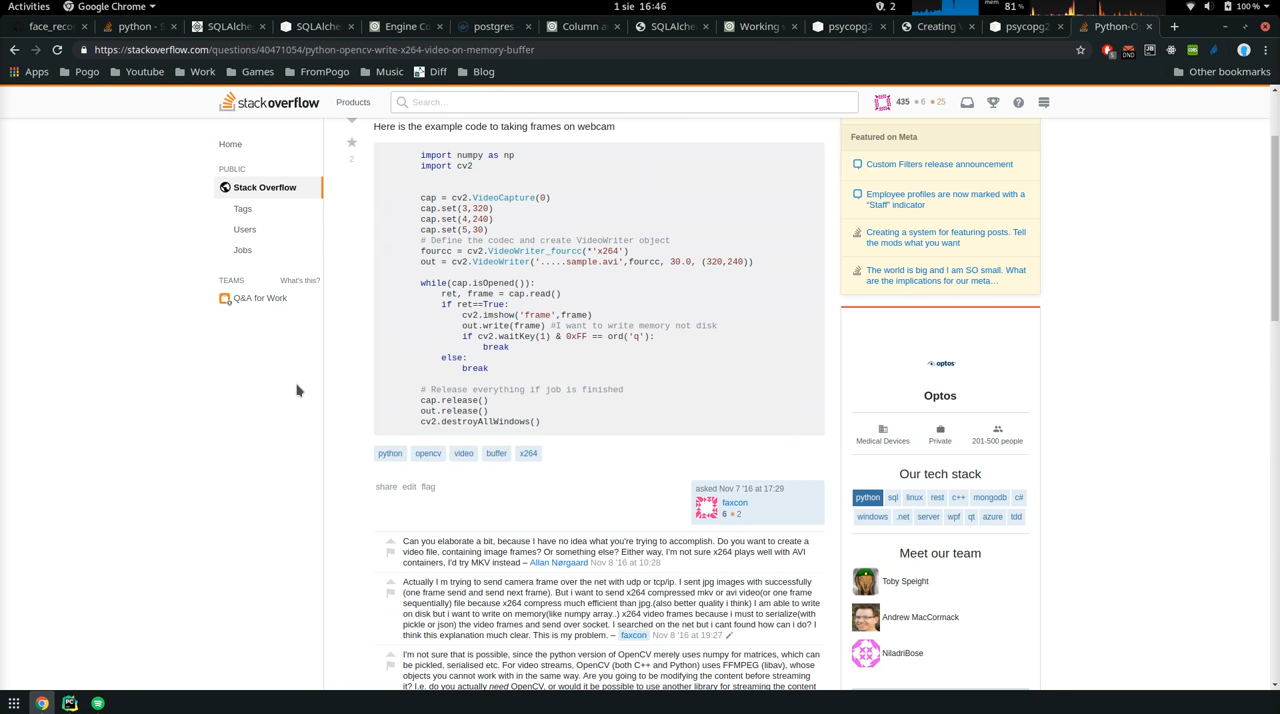 Activities Google Chrome 1 sie 16:46 2 mem 81 % 100 %
face_reco python - S SQLAlche SQLAlche Engine Co postgres Column a SQLAlche Working psycopg2 Creating psycopg2 Python-O
https://stackoverflow.com/questions/40471054/python-opencv-write-x264-video-on-memory-buffer
Apps Pogo Youtube Work Games FromPogo Music Diff Blog Other bookmarks
stackoverflow Products Search... 435 6 25
Home
PUBLIC
Stack Overflow
Tags
Users
Jobs
TEAMS What's this?
Q&A for Work
2
Here is the example code to taking frames on webcam
import numpy as np
import cv2
cap = cv2.VideoCapture(0)
cap.set(3,320)
cap.set(4,240)
cap.set(5,30)
# Define the codec and create VideoWriter object
fourcc = cv2.VideoWriter_fourcc(*'x264')
out = cv2.VideoWriter('.....sample.avi',fourcc, 30.0, (320,240))
while(cap.isOpened()):
ret, frame = cap.read()
if ret==True:
cv2.imshow('frame',frame)
out.write(frame) #I want to write memory not disk
if cv2.waitKey(1) & 0xFF == ord('q'):
break
else:
break
# Release everything if job is finished
cap.release()
out.release()
cv2.destroyAllWindows()
python opencv video buffer x264
share edit flag
asked Nov 7 '16 at 17:29
faxcon
6 2
Can you elaborate a bit, because I have no idea what you're trying to accomplish. Do you want to create a
video file, containing image frames? Or something else? Either way, I'm not sure x264 plays well with AVI
containers, I'd try MKV instead – Allan Nørgaard Nov 8 '16 at 10:28
Actually I m trying to send camera frame over the net with udp or tcp/ip. I sent jpg images with successfully
(one frame send and send next frame). But i want to send x264 compressed mkv or avi video(or one frame
sequentially) file because x264 compress much efficient than jpg.(also better quality i think) I am able to write
on disk but i want to write on memory(like numpy array..) x264 video frames because i must to serialize(with
pickle or json) the video frames and send over socket. I searched on the net but i cant found how can i do? I
think this explanation much clear. This is my problem. – faxcon Nov 8 '16 at 19:27
I'm not sure that is possible, since the python version of OpenCV merely uses numpy for matrices, which can
be pickled, serialised etc. For video streams, OpenCV (both C++ and Python) uses FFMPEG (libav), whose
objects you cannot work with in the same way. Are you going to be modifying the content before streaming
it? I.e. do you actually need OpenCV, or would it be possible to use another library for streaming the content
Featured on Meta
Custom Filters release announcement
Employee profiles are now marked with a
“Staff” indicator
Creating a system for featuring posts. Tell
the mods what you want
The world is big and I am SO small. What
are the implications for our meta…
optos
Optos
Medical Devices Private 201-500 people
Our tech stack
python sql linux rest c++ mongodb c#
windows .net server wpf qt azure tdd
Meet our team
Toby Speight
Andrew MacCormack
NiladriBose